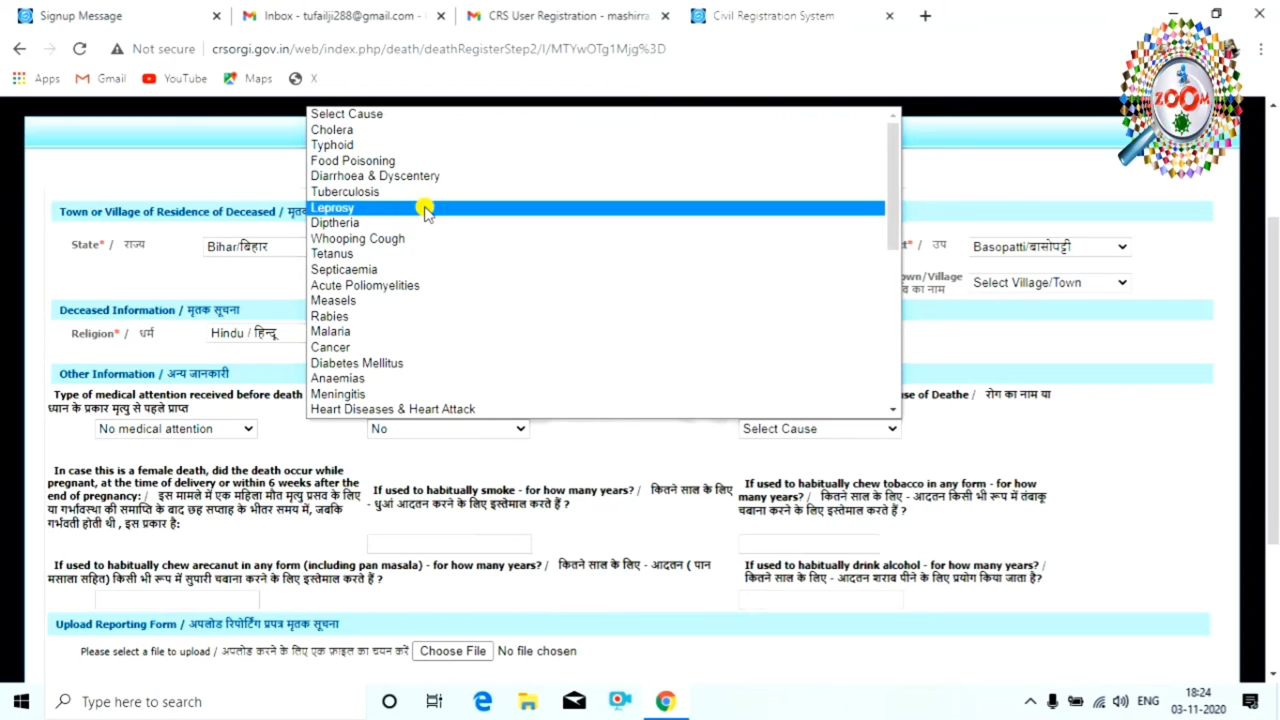 Signup Message
Inbox - tufailji288@gmail.com -
CRS User Registration - mashirra
Civil Registration System
Not secure
crsorgi.gov.in/web/index.php/death/deathRegisterStep2/I/MTYwOTg1Mjg%3D
Apps
Gmail
YouTube
Maps
X
ZOOM
Select Cause
Cholera
Typhoid
Food Poisoning
Diarrhoea & Dyscentery
Tuberculosis
Leprosy
Diptheria
Whooping Cough
Tetanus
Septicaemia
Acute Poliomyelities
Measels
Rabies
Malaria
Cancer
Diabetes Mellitus
Anaemias
Meningitis
Heart Diseases & Heart Attack
Town or Village of Residence of Deceased /
State* / राज्य
Bihar/बिहार
उप
Basopatti/बासोपट्टी
own/Village
का नाम
Select Village/Town
Deceased Information / मृतक सूचना
Religion* / धर्म
Hindu / हिन्दू
Other Information / अन्य जानकारी
Type of medical attention received before death
ध्यान के प्रकार मृत्यु से पहले प्राप्त
No medical attention
No
use of Deathe / रोग का नाम या
Select Cause
In case this is a female death, did the death occur while
pregnant, at the time of delivery or within 6 weeks after the
end of pregnancy: / इस मामले में एक महिला मौत मृत्यु प्रसव के लिए
या गर्भावस्था की समाप्ति के बाद छह सप्ताह के भीतर समय में, जबकि
गर्भवती होती थी , इस प्रकार है:
If used to habitually smoke - for how many years? / कितने साल के लिए
- धुआं आदतन करने के लिए इस्तेमाल करते हैं ?
If used to habitually chew tobacco in any form - for how
many years? / कितने साल के लिए - आदतन किसी भी रूप में तंबाकू
चबाना करने के लिए इस्तेमाल करते हैं ?
If used to habitually chew arecanut in any form (including pan masala) - for how many years? / कितने साल के लिए - आदतन ( पान
मसाला सहित) किसी भी रूप में सुपारी चबाना करने के लिए इस्तेमाल करते हैं ?
If used to habitually drink alcohol - for how many years? /
कितने साल के लिए - आदतन शराब पीने के लिए प्रयोग किया जाता है?
Upload Reporting Form / अपलोड रिपोर्टिंग प्रपत्र मृतक सूचना
Please select a file to upload / अपलोड करने के लिए एक फ़ाइल का चयन करें
Choose File
No file chosen
Type here to search
ENG
18:24
03-11-2020